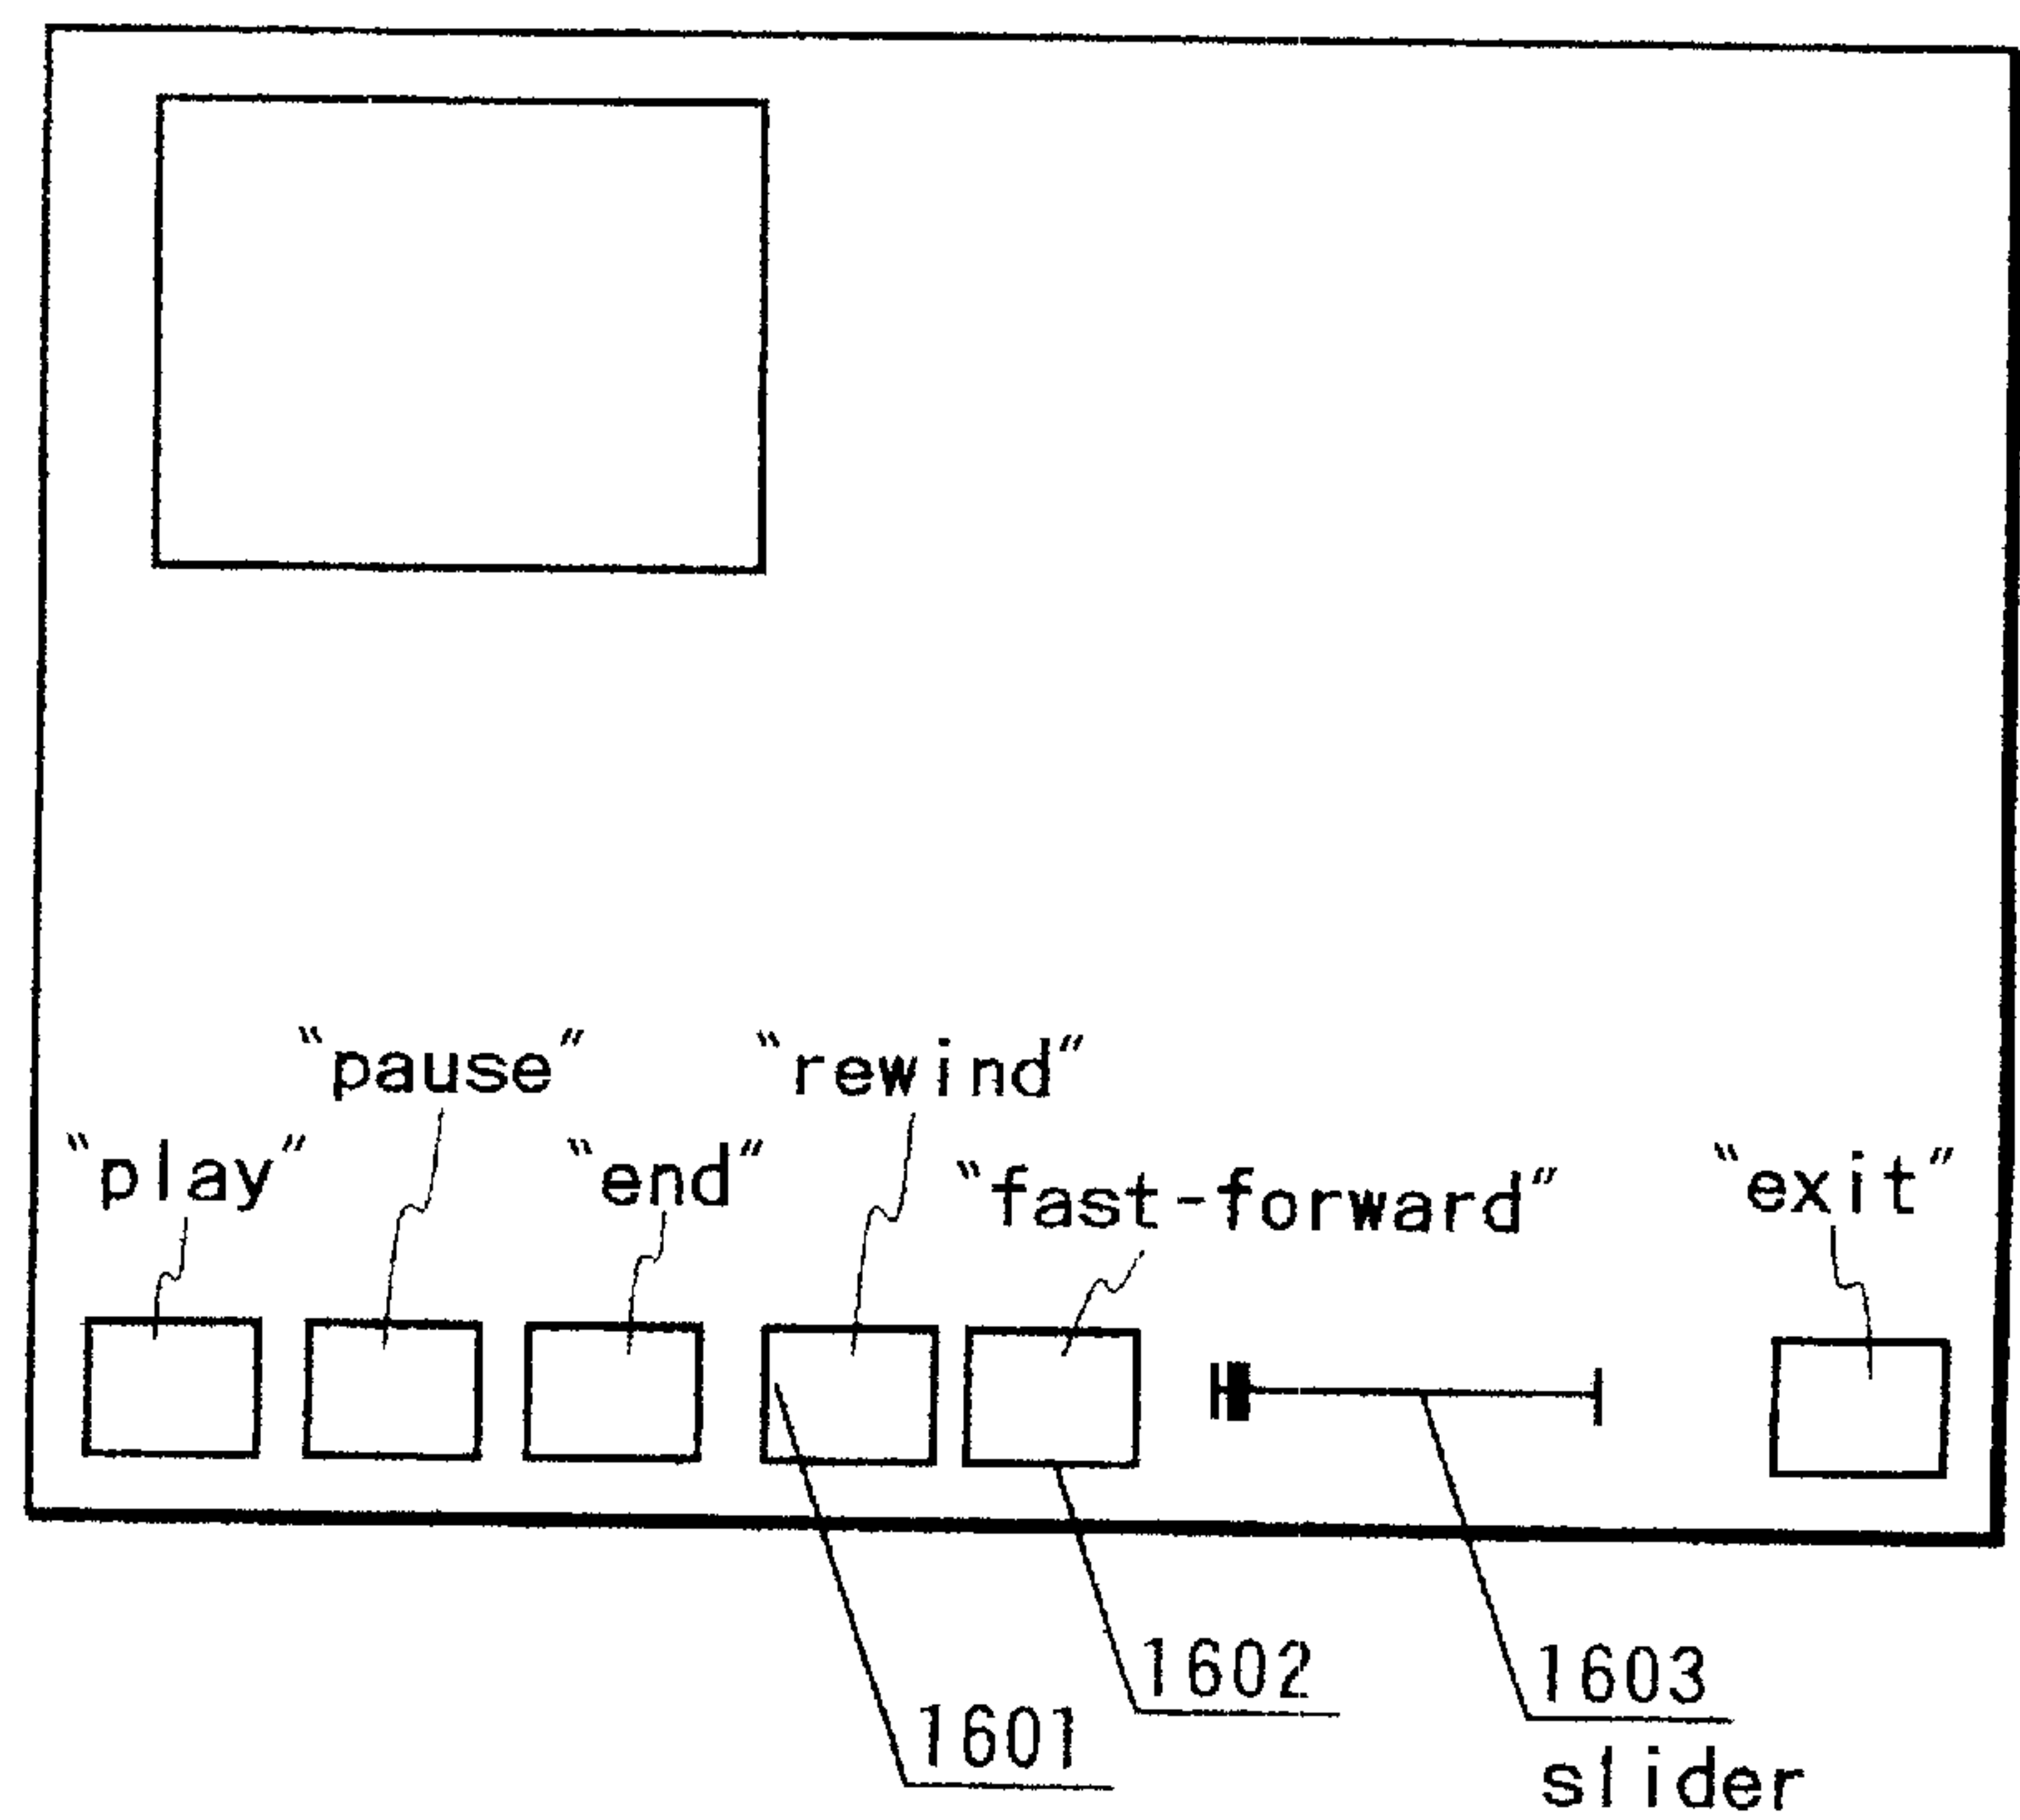 “pause” “rewind”
“play” “end” “fast-forward” “exit”
1602 1603
1601 slider